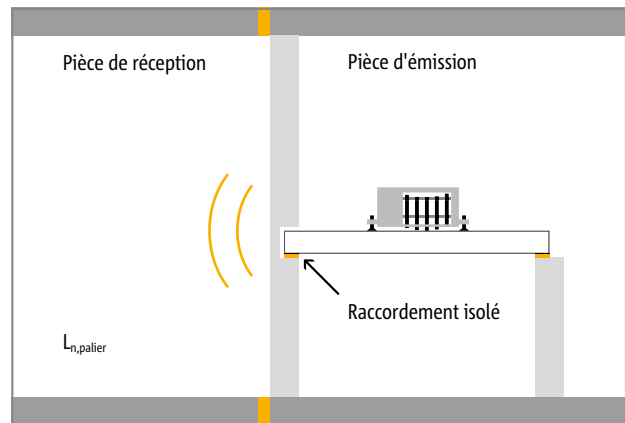 Pièce de réception
Pièce d'émission
Raccordement isolé
Ln,palier